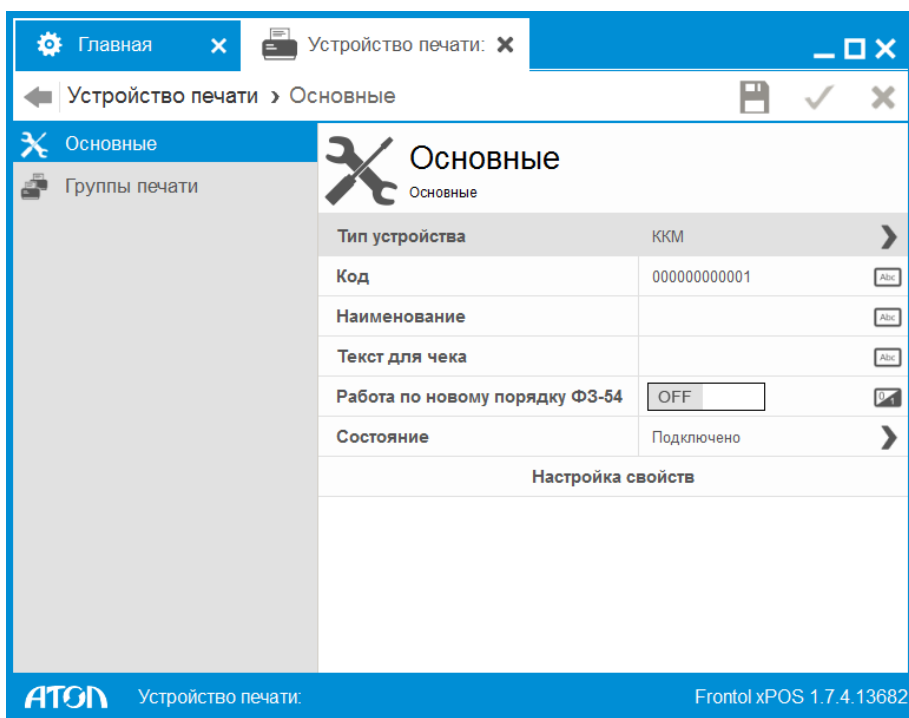 Главная
Устройство печати:
Устройство печати › Основные
Основные
Группы печати
Основные
Основные
Тип устройства ККМ
Код 000000000001 Abc
Наименование Abc
Текст для чека Abc
Работа по новому порядку ФЗ-54 OFF 0 1
Состояние Подключено
Настройка свойств
АТОЛ Устройство печати: Frontol xPOS 1.7.4.13682